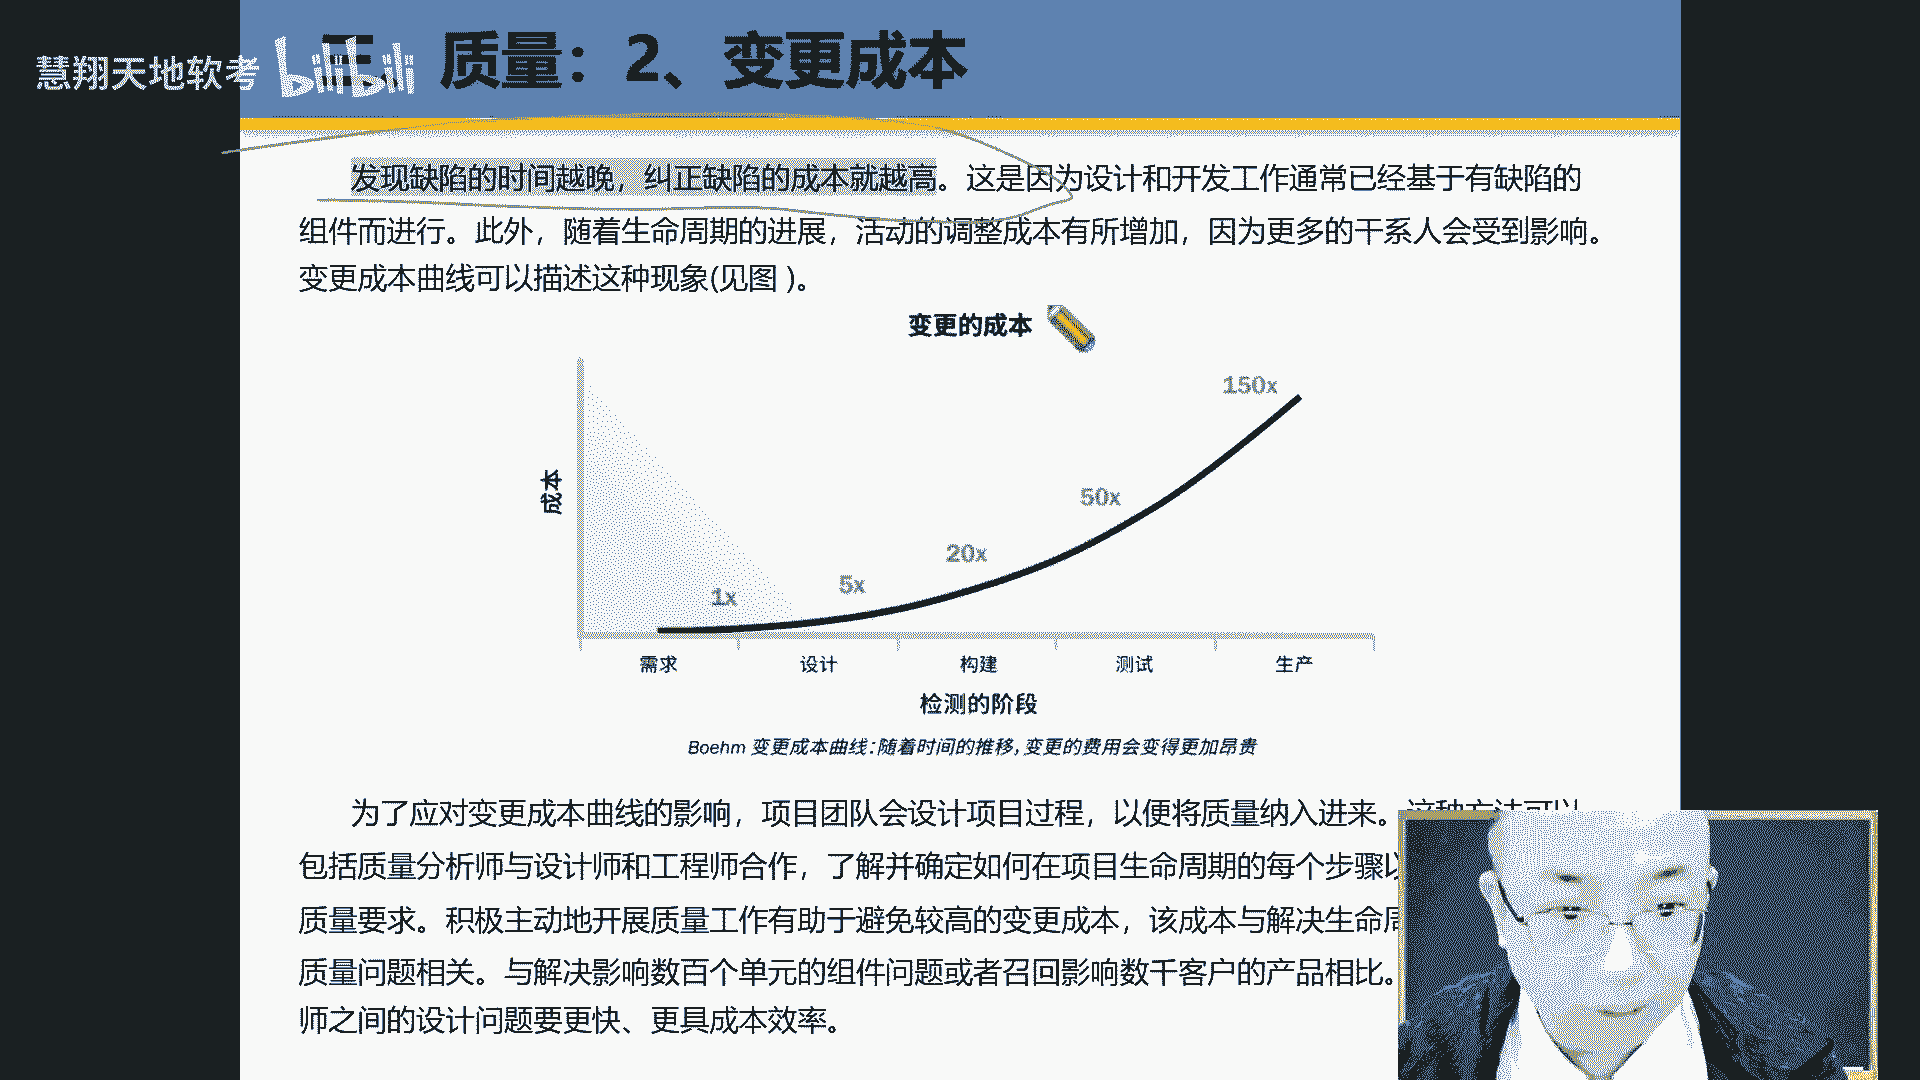 慧翔天地软考 bilibili
三、质量：2、变更成本
发现缺陷的时间越晚，纠正缺陷的成本就越高。这是因为设计和开发工作通常已经基于有缺陷的
组件而进行。此外，随着生命周期的进展，活动的调整成本有所增加，因为更多的干系人会受到影响。
变更成本曲线可以描述这种现象(见图 )。
变更的成本
150x
50x
20x
5x
1x
成本
需求 设计 构建 测试 生产
检测的阶段
Boehm 变更成本曲线：随着时间的推移，变更的费用会变得更加昂贵
为了应对变更成本曲线的影响，项目团队会设计项目过程，以便将质量纳入进来。这种方法可以
包括质量分析师与设计师和工程师合作，了解并确定如何在项目生命周期的每个步骤
质量要求。积极主动地开展质量工作有助于避免较高的变更成本，该成本与解决生命
质量问题相关。与解决影响数百个单元的组件问题或者召回影响数千客户的产品相比。
师之间的设计问题要更快、更具成本效率。